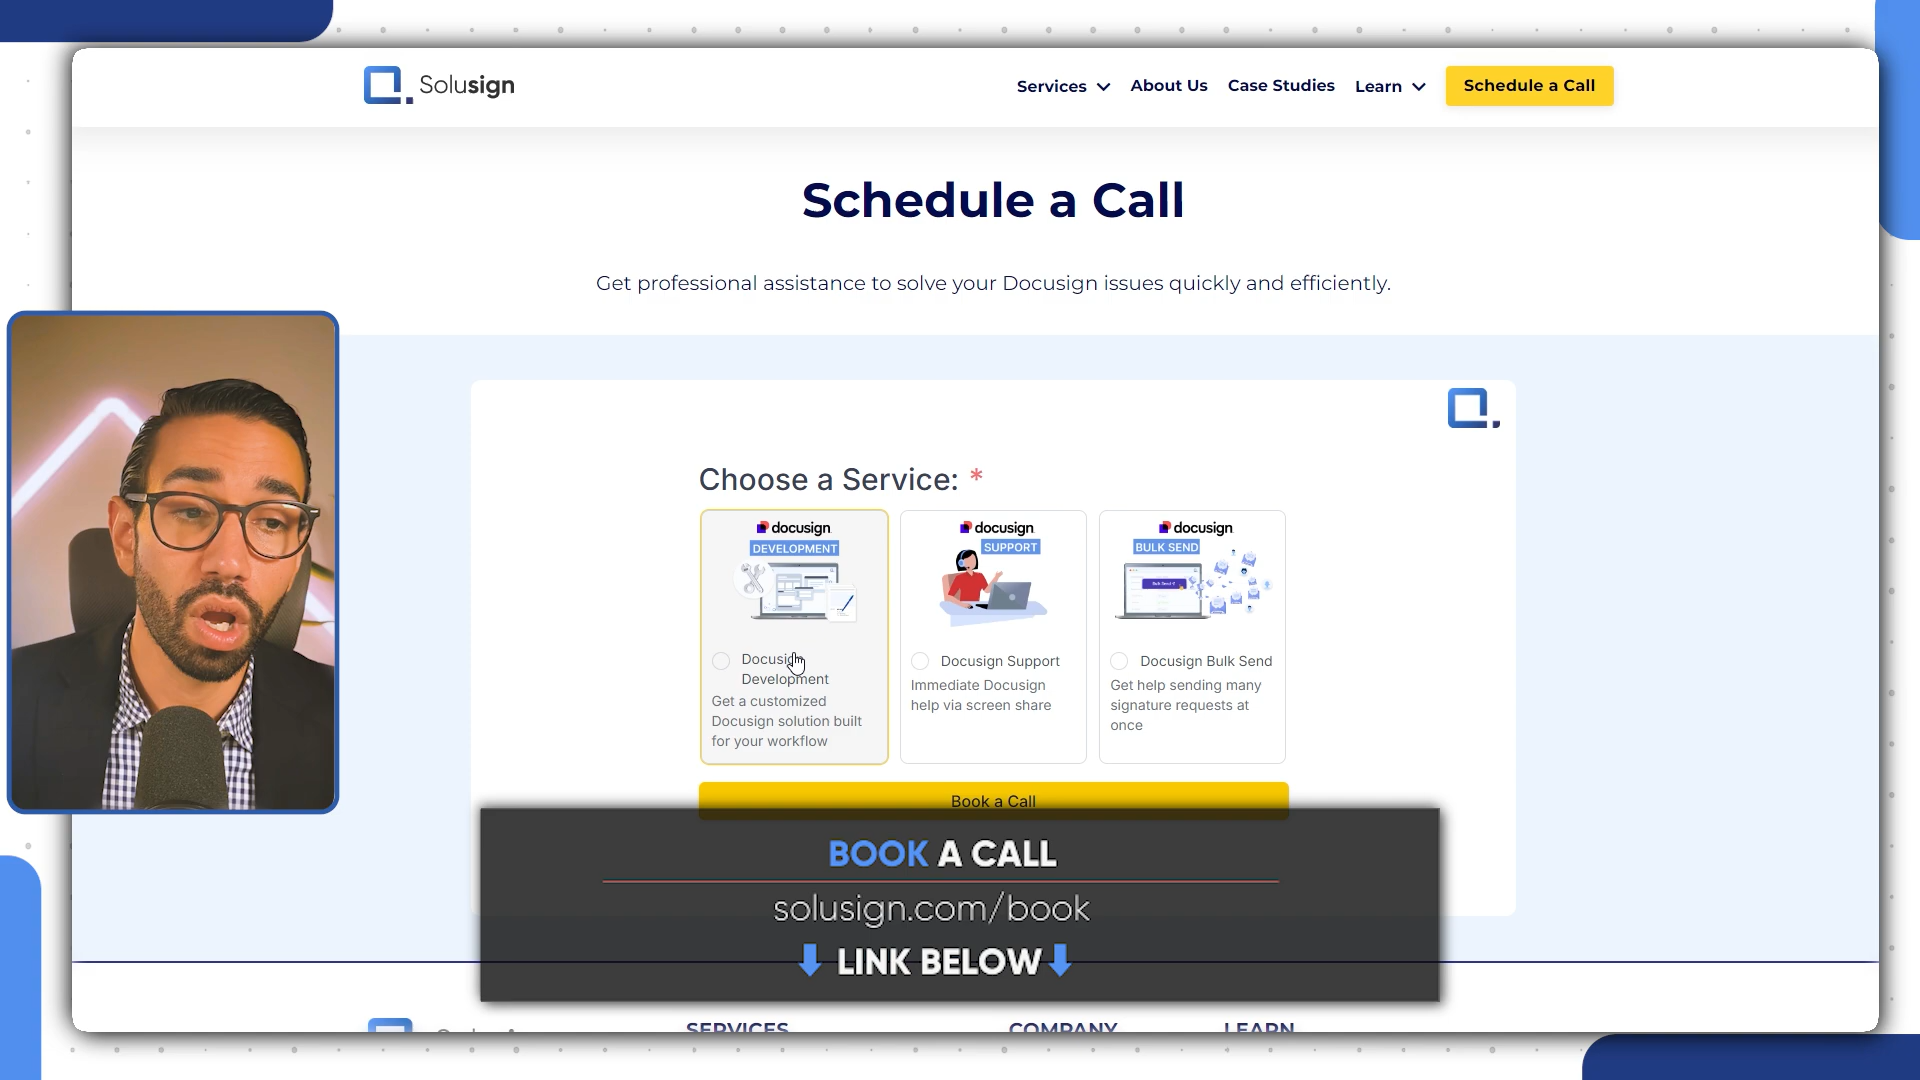 Solusign
Services
About Us
Case Studies
Learn
Schedule a Call
Schedule a Call
Get professional assistance to solve your Docusign issues quickly and efficiently.
Choose a Service: *
docusign
DEVELOPMENT
Docusign
Development
Get a customized
Docusign solution built
for your workflow
docusign
SUPPORT
Docusign Support
Immediate Docusign
help via screen share
docusign
BULK SEND
Docusign Bulk Send
Get help sending many
signature requests at
once
Book a Call
BOOK A CALL
solusign.com/book
LINK BELOW
SERVICES
COMPANY
LEARN